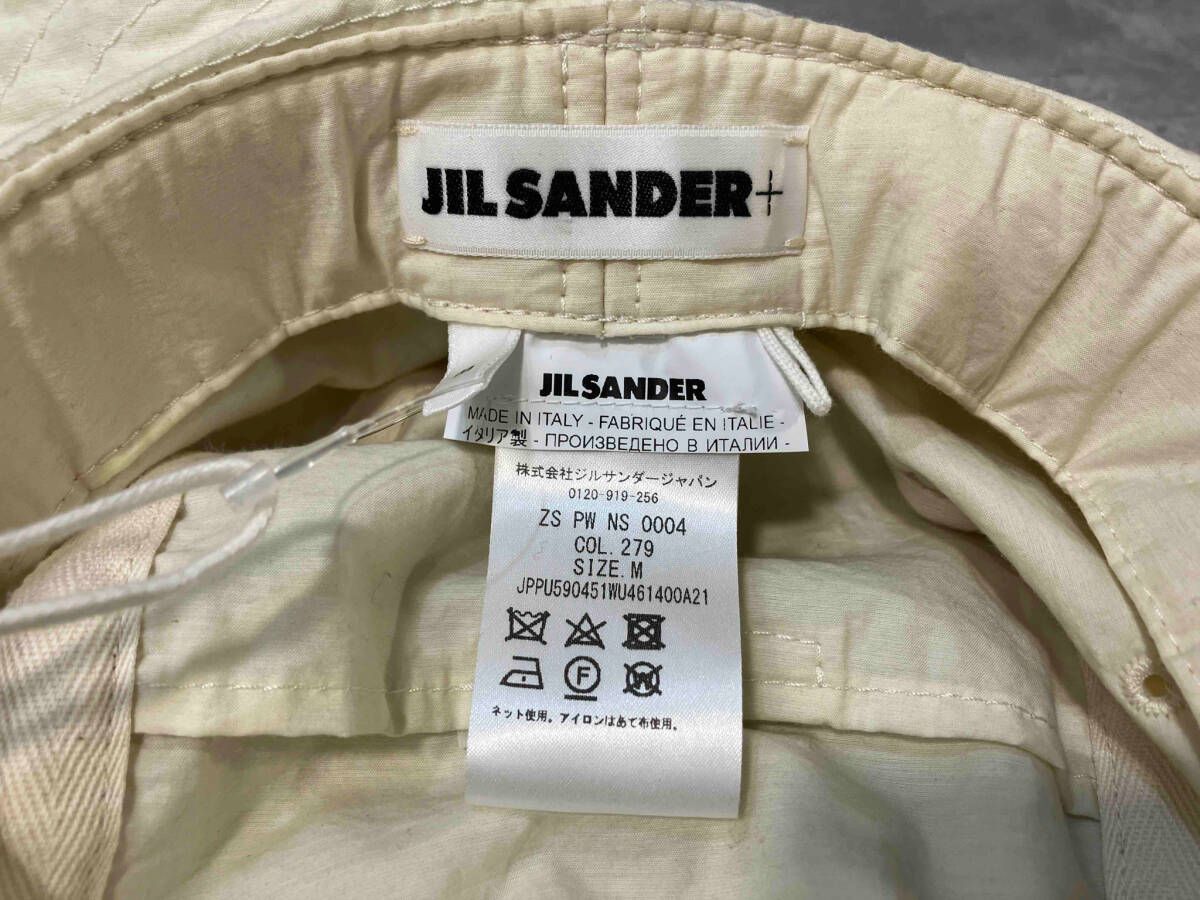 JIL SANDER+
JIL SANDER
MADE IN ITALY - FABRIQUÉ EN ITALIE -
イタリア製 - ПРОИЗВЕДЕНО В ИТАЛИИ -
株式会社ジルサンダージャパン
0120-919-256
ZS PW NS 0004
COL. 279
SIZE. M
JPPU590451WU461400A21
F
W
ネット使用。アイロンはあて布使用。